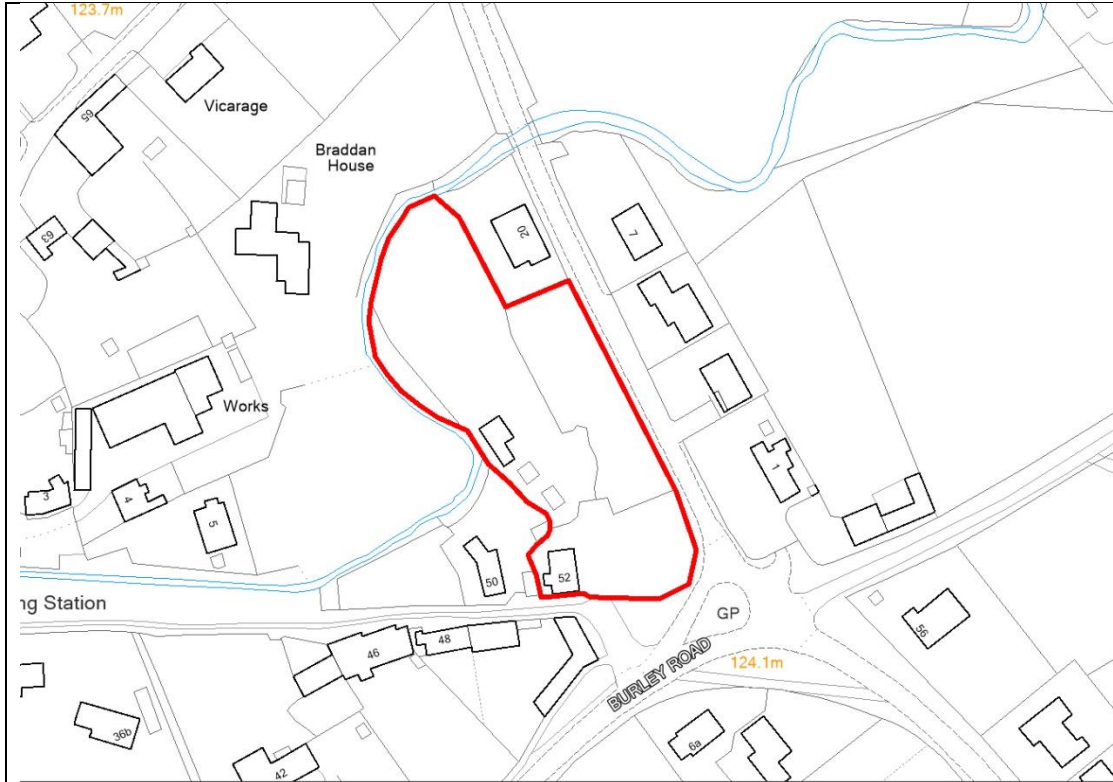 123.7m
65
Vicarage
Braddan
House
63
20
7
Works
3
4
5
1
50
52
ng Station
GP
56
46
48
BURLEY ROAD
124.1m
36b
6a
42